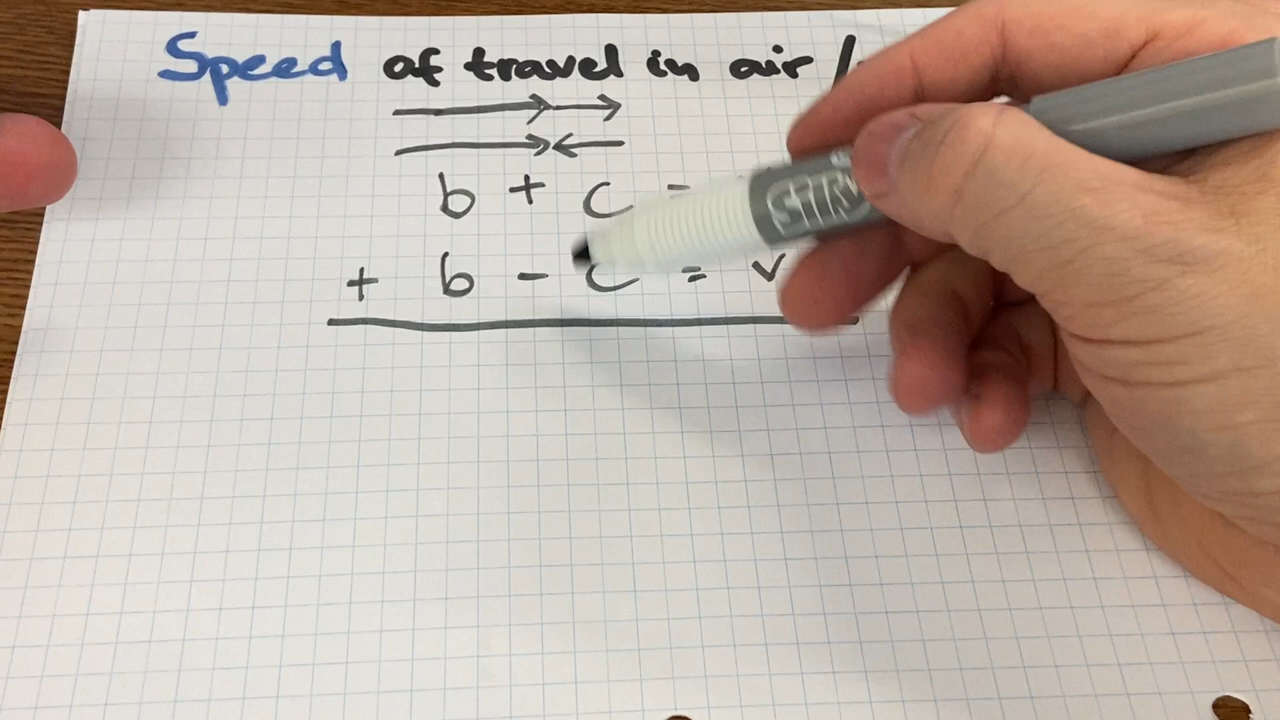 Speed of travel in air /
b + c =
+ b - c = v